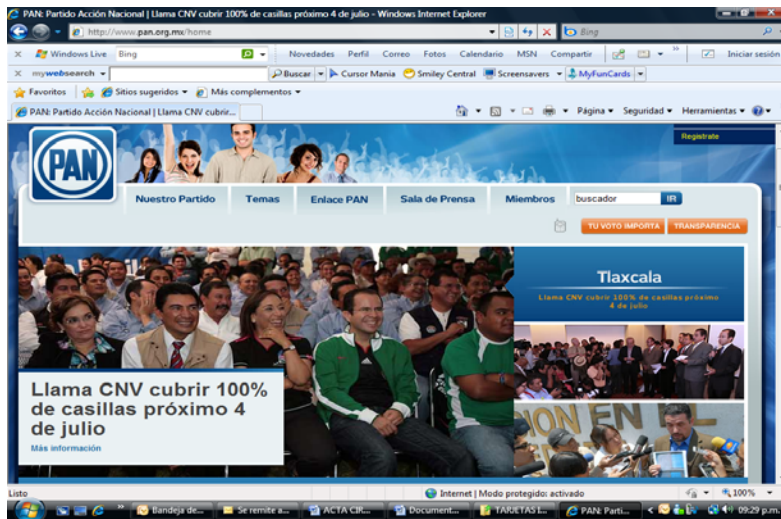 PAN: Partido Acción Nacional | Llama CNV cubrir 100% de casillas próximo 4 de julio - Windows Internet Explorer
http://www.pan.org.mx/home
Bing
Windows Live Bing Novedades Perfil Correo Fotos Calendario MSN Compartir Iniciar sesión
mywebsearch Buscar Cursor Mania Smiley Central Screensavers MyFunCards
Favoritos Sitios sugeridos Más complementos
PAN: Partido Acción Nacional | Llama CNV cubrir... Página Seguridad Herramientas
Registrate
PAN
Nuestro Partido Temas Enlace PAN Sala de Prensa Miembros buscador IR
TU VOTO IMPORTA TRANSPARENCIA
Tlaxcala
Llama CNV cubrir 100% de casillas próximo
4 de julio
Llama CNV cubrir 100%
de casillas próximo 4
de julio
Más información
Listo Internet | Modo protegido: activado 100%
Bandeja de... Se remite a... ACTA CIR... Document... TARJETAS I... PAN: Parti... 09:29 p.m.